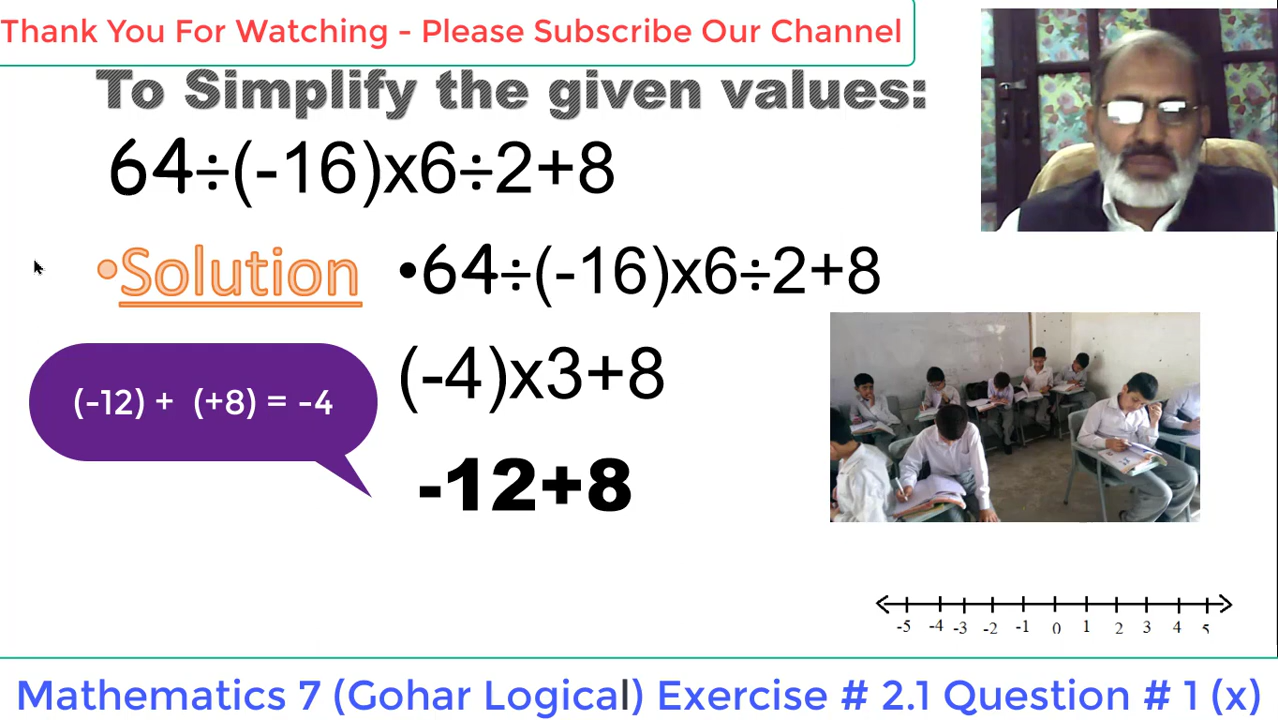 Thank You For Watching - Please Subscribe Our Channel
To Simplify the given values:
64÷(-16)x6÷2+8
•Solution
•64÷(-16)x6÷2+8
(-4)x3+8
(-12) + (+8) = -4
-12+8
-5 -4 -3 -2 -1 0 1 2 3 4 5
Mathematics 7 (Gohar Logical) Exercise # 2.1 Question # 1 (x)